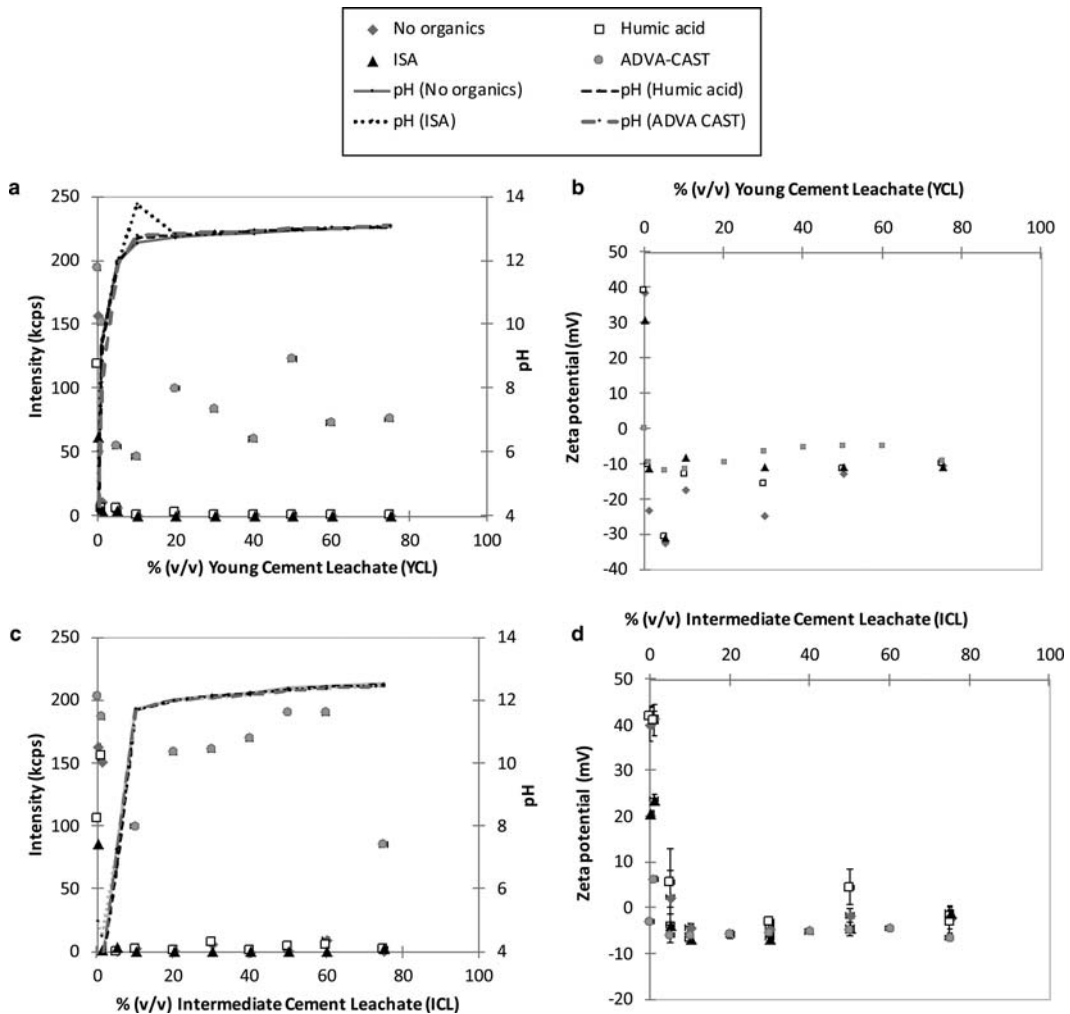 No organics
Humic acid
ISA
ADVA-CAST
pH (No organics)
pH (Humic acid)
pH (ISA)
pH (ADVA CAST)
a
250
200
150
100
50
0
Intensity (kcps)
14
12
10
8
6
4
pH
0 20 40 60 80 100
% (v/v) Young Cement Leachate (YCL)
b
% (v/v) Young Cement Leachate (YCL)
0 20 40 60 80 100
50
40
30
20
10
0
-10
-20
-30
-40
Zeta potential (mV)
c
250
200
150
100
50
0
Intensity (kcps)
14
12
10
8
6
4
pH
0 20 40 60 80 100
% (v/v) Intermediate Cement Leachate (ICL)
d
% (v/v) Intermediate Cement Leachate (ICL)
0 20 40 60 80 100
50
40
30
20
10
0
-10
-20
Zeta potential (mV)